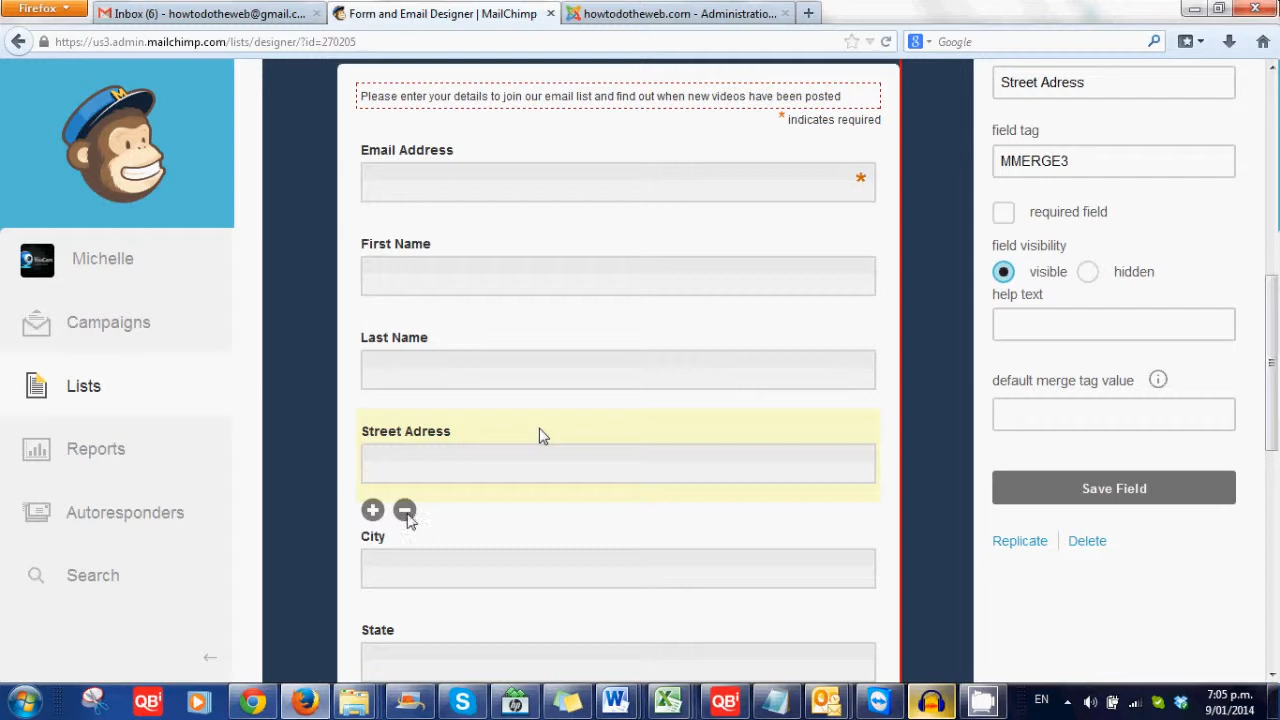 Firefox
Inbox (6) - howtodotheweb@gmail.c...
Form and Email Designer | MailChimp
howtodotheweb.com - Administratio...
https://us3.admin.mailchimp.com/lists/designer/?id=270205
Google
Michelle
Campaigns
Lists
Reports
Autoresponders
Search
Please enter your details to join our email list and find out when new videos have been posted
* indicates required
Email Address
*
First Name
Last Name
Street Adress
City
State
Street Adress
field tag
MMERGE3
required field
field visibility
visible
hidden
help text
default merge tag value
Save Field
Replicate
Delete
EN
7:05 p.m.
9/01/2014